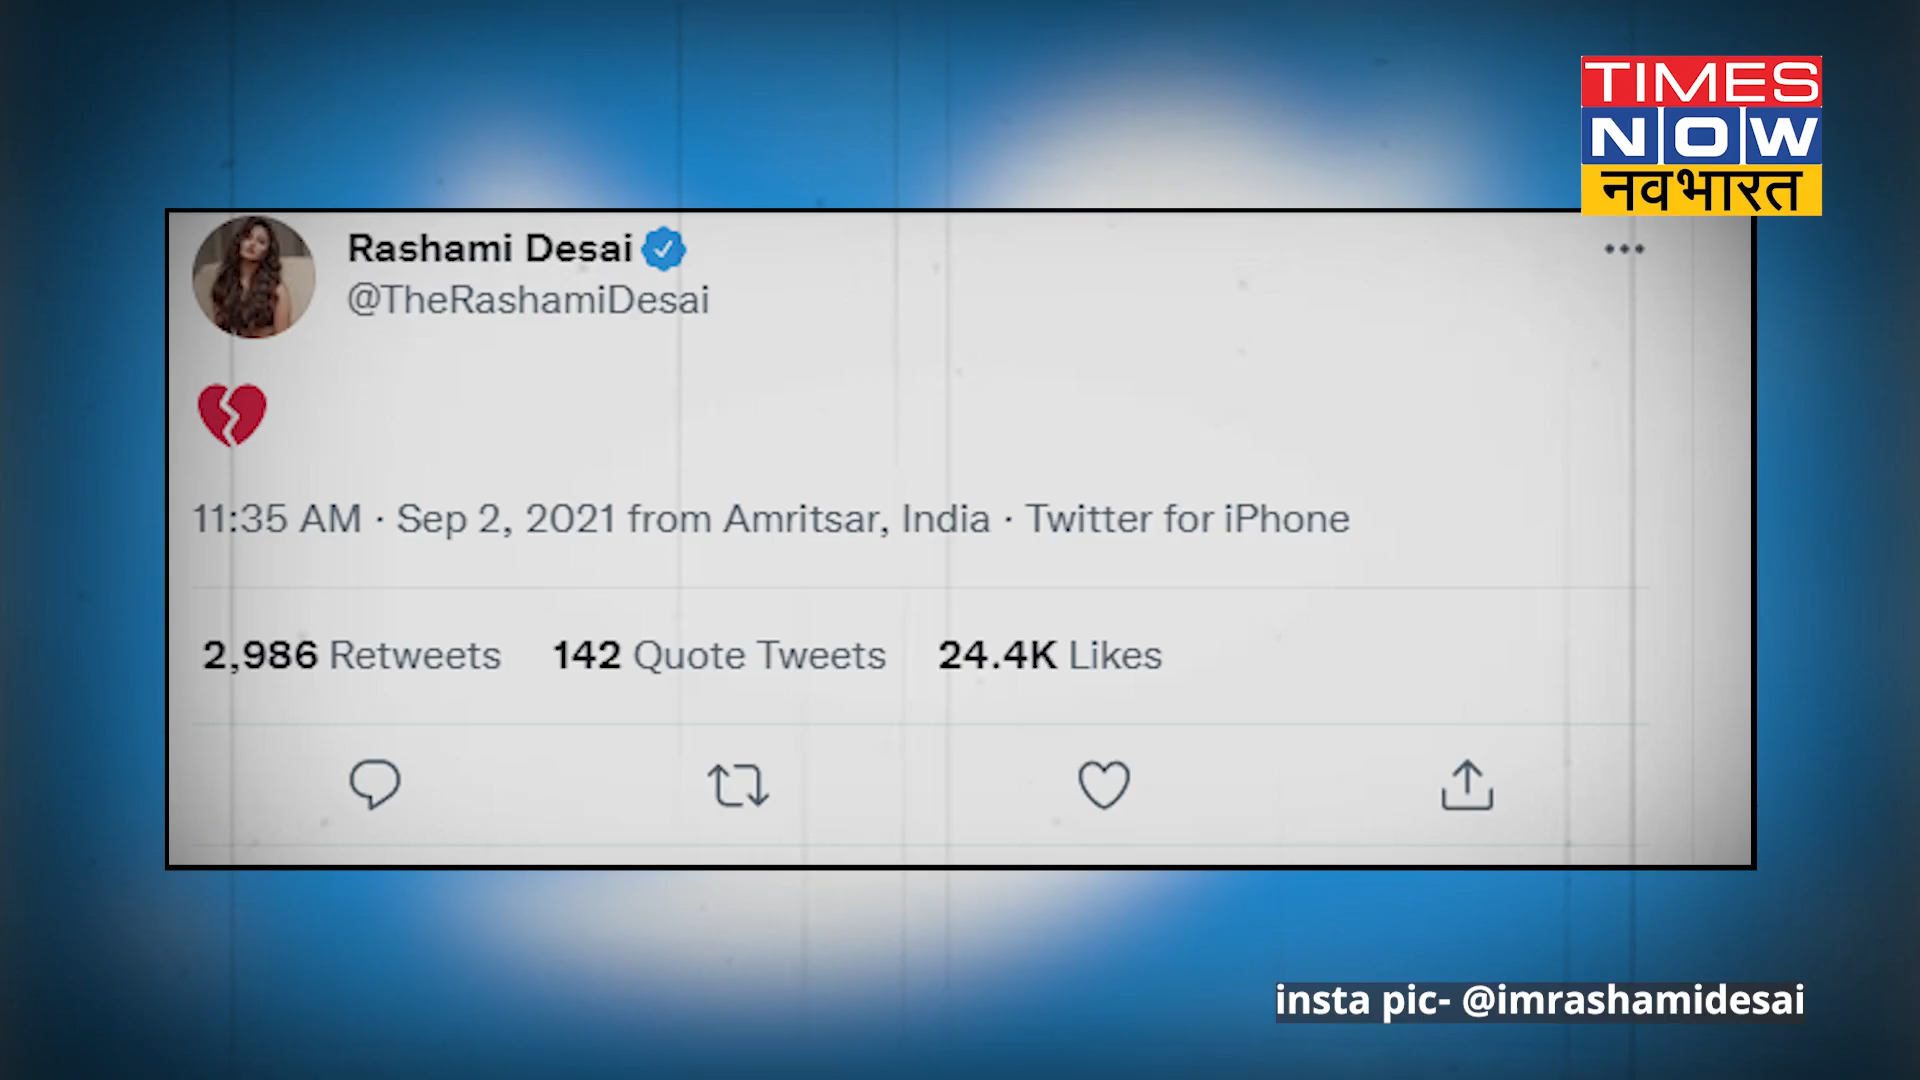 TIMES
NOW
नवभारत
Rashami Desai
@TheRashamiDesai
💔
11:35 AM · Sep 2, 2021 from Amritsar, India · Twitter for iPhone
2,986 Retweets 142 Quote Tweets 24.4K Likes
insta pic- @imrashamidesai